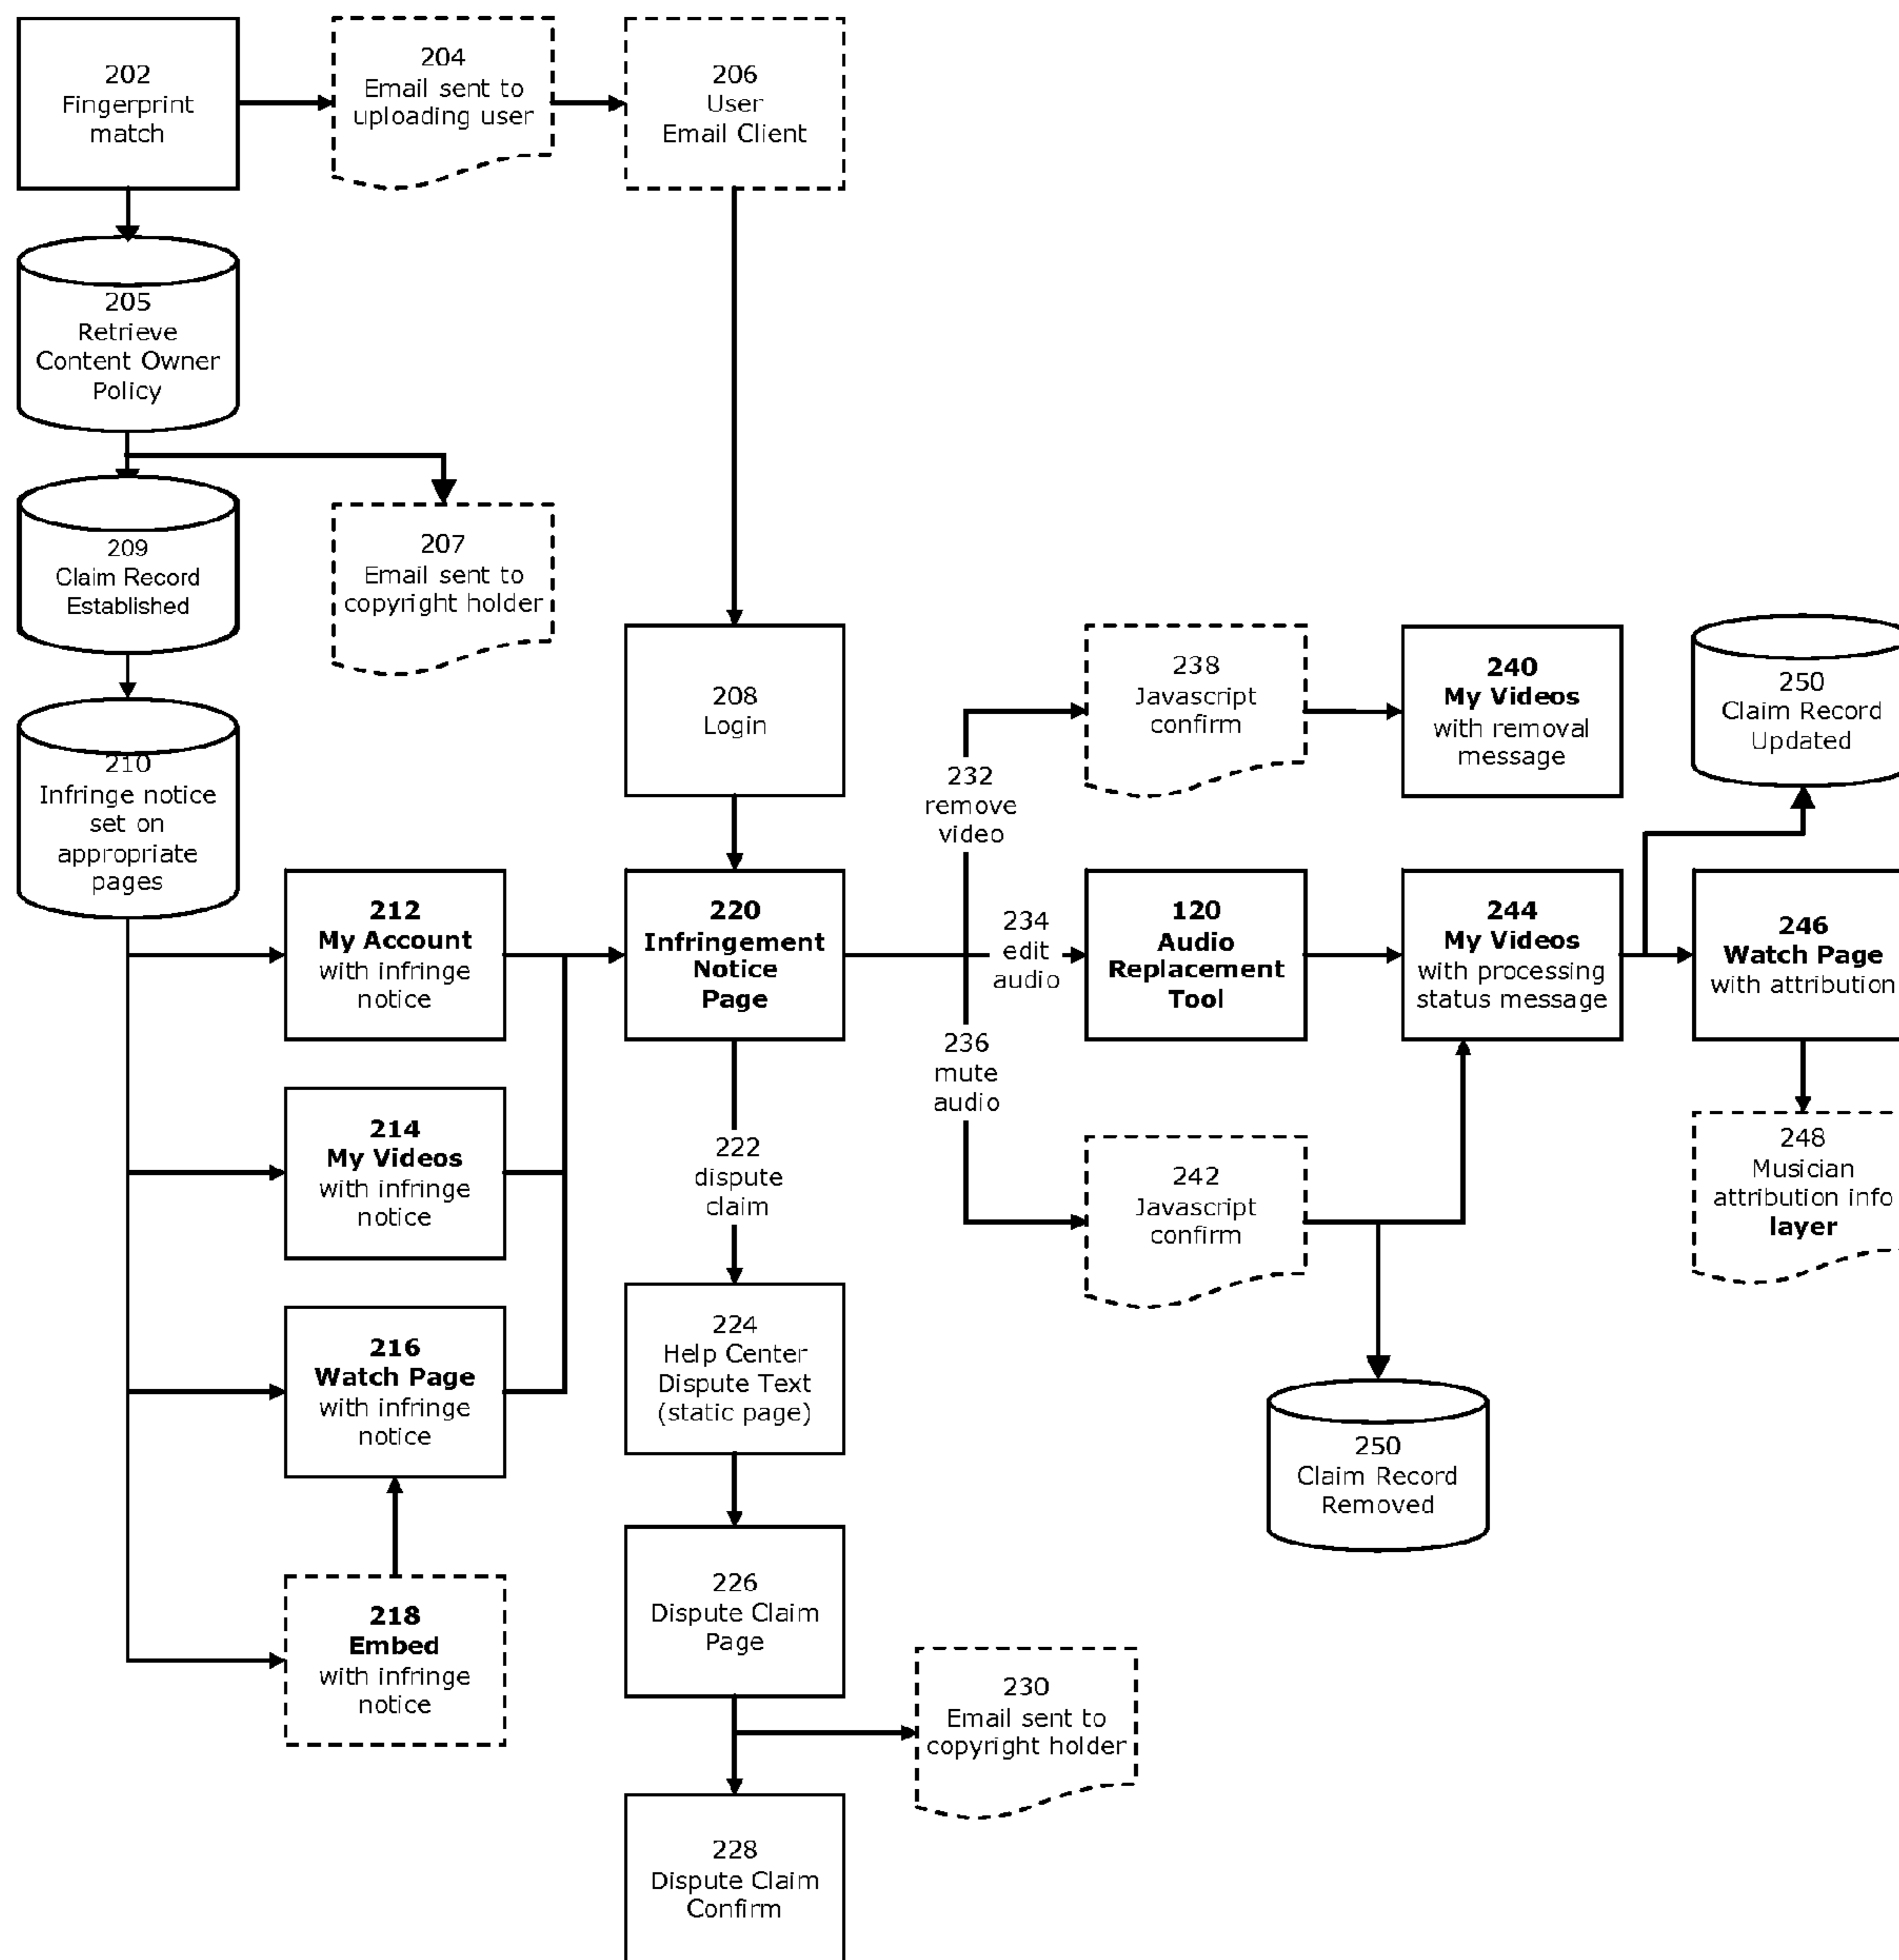 202
Fingerprint
match
204
Email sent to
uploading user
206
User
Email Client
205
Retrieve
Content Owner
Policy
209
Claim Record
Established
207
Email sent to
copyright holder
210
Infringe notice
set on
appropriate
pages
208
Login
212
My Account
with infringe
notice
214
My Videos
with infringe
notice
216
Watch Page
with infringe
notice
218
Embed
with infringe
notice
220
Infringement
Notice
Page
222
dispute
claim
224
Help Center
Dispute Text
(static page)
226
Dispute Claim
Page
228
Dispute Claim
Confirm
230
Email sent to
copyright holder
232
remove
video
234
edit
audio
236
mute
audio
238
Javascript
confirm
240
My Videos
with removal
message
120
Audio
Replacement
Tool
242
Javascript
confirm
244
My Videos
with processing
status message
250
Claim Record
Updated
246
Watch Page
with attribution
248
Musician
attribution info
layer
250
Claim Record
Removed